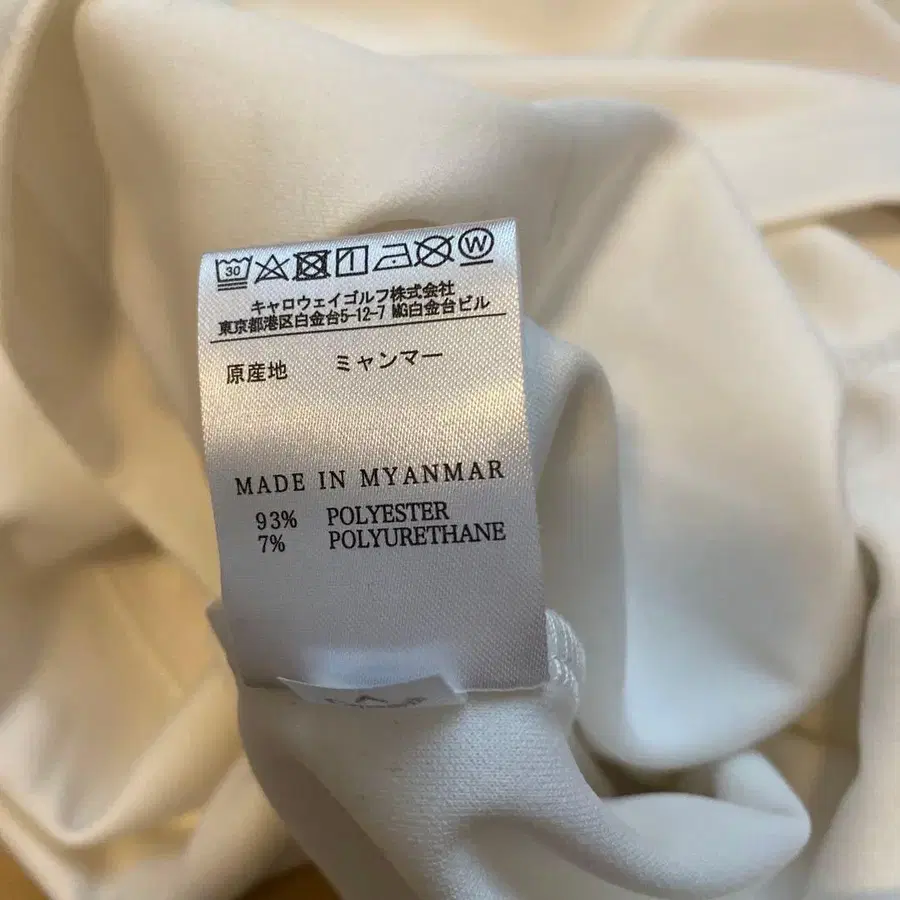 30 W
キャロウェイゴルフ株式会社
東京都港区白金台5-12-7 MG白金台ビル
原産地 ミャンマー
MADE IN MYANMAR
93% POLYESTER
7% POLYURETHANE